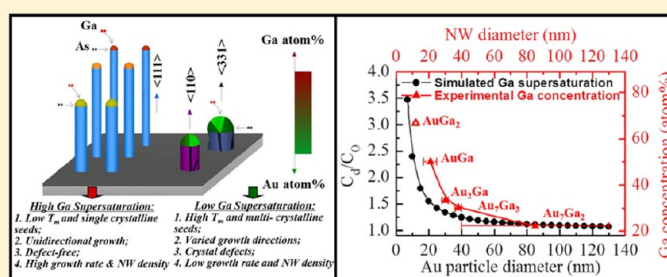 Ga
As
<111>
<110>
<331>
Ga atom%
Au atom%
High Ga Supersaturation:
1. Low Tm and single crystalline
seeds;
2. Unidirectional growth;
3. Defect-free;
4. High growth rate & NW density
Low Ga Supersaturation:
1. High Tm and multi- crystalline
seeds;
2. Varied growth directions;
3. Crystal defects;
4. Low growth rate and NW density
NW diameter (nm)
0 20 40 60 80 100 120 140
Simulated Ga supersaturation
Experimental Ga concentration
AuGa2
AuGa
Au2Ga
Au7Ga3
Au7Ga2
Cd/CO
4.0
3.5
3.0
2.5
2.0
1.5
1.0
80
60
40
20
Ga concentration (atom%)
0 20 40 60 80 100 120 140
Au particle diameter (nm)